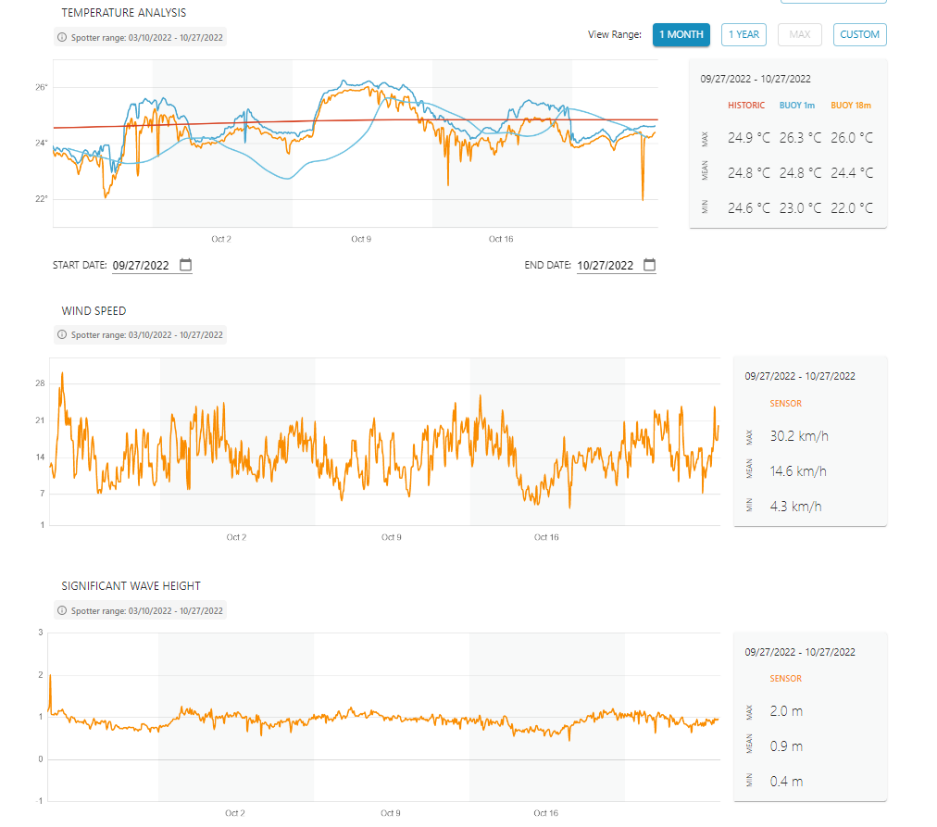 TEMPERATURE ANALYSIS
Spotter range: 03/10/2022 - 10/27/2022
View Range: 1 MONTH 1 YEAR MAX CUSTOM
26°
24°
22°
Oct 2 Oct 9 Oct 16
09/27/2022 - 10/27/2022
HISTORIC BUOY 1m BUOY 18m
MAX 24.9 °C 26.3 °C 26.0 °C
MEAN 24.8 °C 24.8 °C 24.4 °C
MIN 24.6 °C 23.0 °C 22.0 °C
START DATE: 09/27/2022 END DATE: 10/27/2022
WIND SPEED
Spotter range: 03/10/2022 - 10/27/2022
28
21
14
7
1
Oct 2 Oct 9 Oct 16
09/27/2022 - 10/27/2022
SENSOR
MAX 30.2 km/h
MEAN 14.6 km/h
MIN 4.3 km/h
SIGNIFICANT WAVE HEIGHT
Spotter range: 03/10/2022 - 10/27/2022
3
2
1
0
-1
Oct 2 Oct 9 Oct 16
09/27/2022 - 10/27/2022
SENSOR
MAX 2.0 m
MEAN 0.9 m
MIN 0.4 m